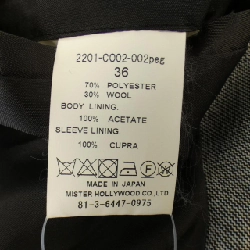 2201-CO02-002peg
36
70% POLYESTER
30% WOOL
BODY LINING.
100% ACETATE
SLEEVE LINING
100% CUPRA
MADE IN JAPAN
MISTER HOLLYWOOD CO.,LTD
81-3-6447-0975